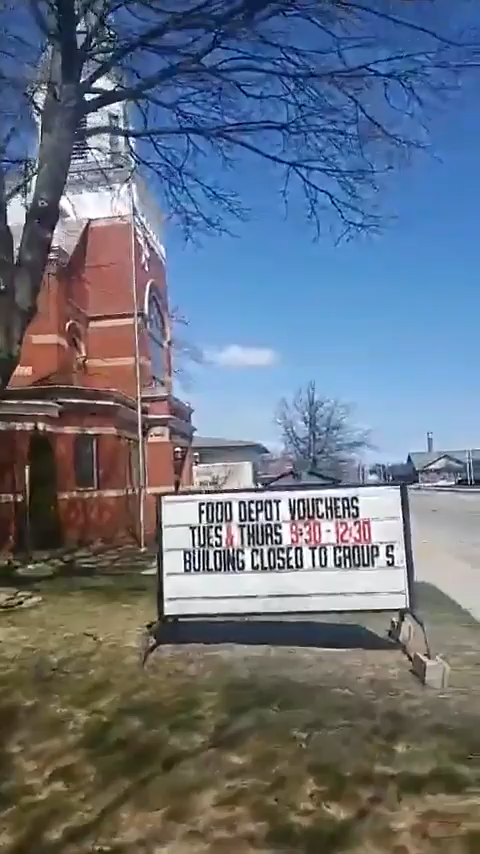 FOOD DEPOT VOUCHERS
TUES & THURS 9:30 - 12:30
BUILDING CLOSED TO GROUP S